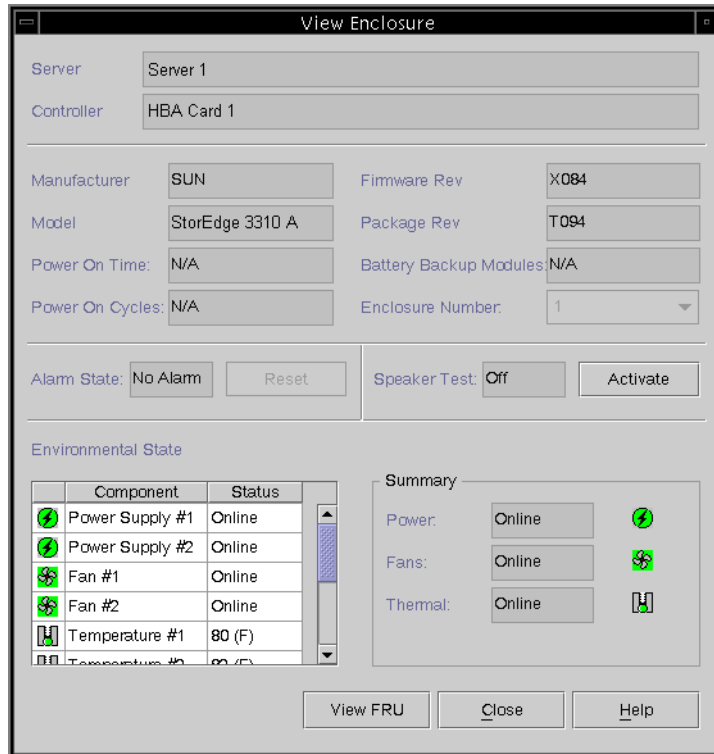 View Enclosure
Server Server 1
Controller HBA Card 1
Manufacturer SUN Firmware Rev X084
Model StorEdge 3310 A Package Rev T094
Power On Time: N/A Battery Backup Modules: N/A
Power On Cycles: N/A Enclosure Number: 1
Alarm State: No Alarm Reset Speaker Test: Off Activate
Environmental State
Component Status
Power Supply #1 Online
Power Supply #2 Online
Fan #1 Online
Fan #2 Online
Temperature #1 80 (F)
Summary
Power: Online
Fans: Online
Thermal: Online
View FRU Close Help